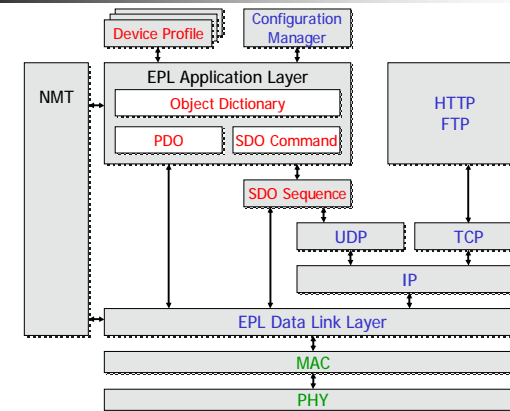 Device Profile
Configuration
Manager
NMT
EPL Application Layer
Object Dictionary
PDO
SDO Command
HTTP
FTP
SDO Sequence
UDP
TCP
IP
EPL Data Link Layer
MAC
PHY